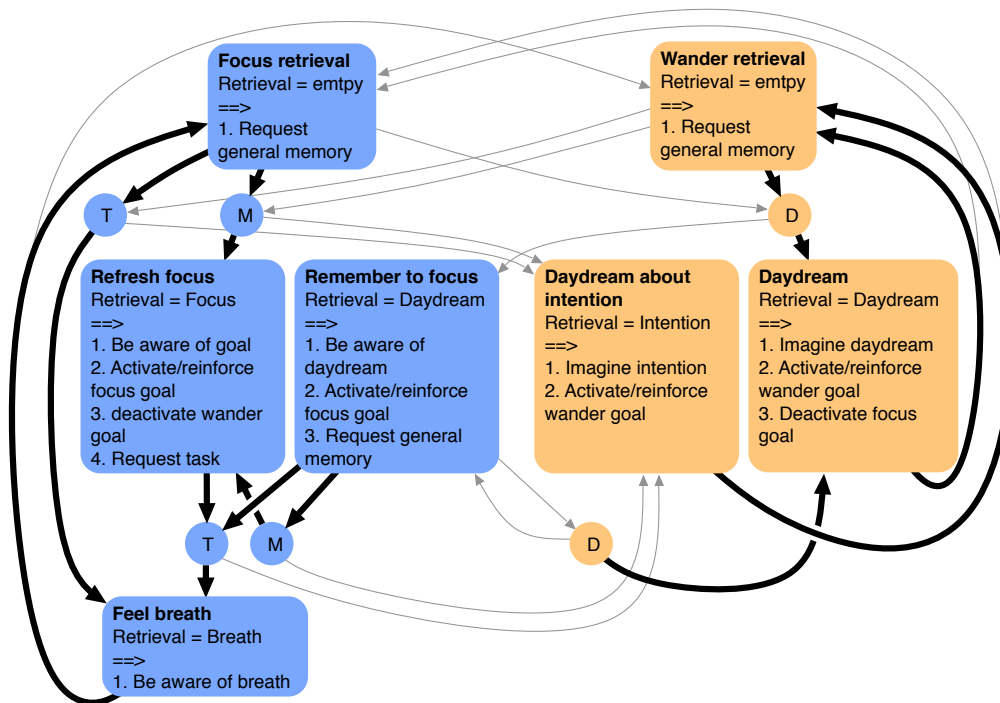 Focus retrieval
Retrieval = emtpy
==>
1. Request
general memory
Wander retrieval
Retrieval = emtpy
==>
1. Request
general memory
T
M
D
Refresh focus
Retrieval = Focus
==>
1. Be aware of goal
2. Activate/reinforce
focus goal
3. deactivate wander
goal
4. Request task
Remember to focus
Retrieval = Daydream
==>
1. Be aware of
daydream
2. Activate/reinforce
focus goal
3. Request general
memory
Daydream about
intention
Retrieval = Intention
==>
1. Imagine intention
2. Activate/reinforce
wander goal
Daydream
Retrieval = Daydream
==>
1. Imagine daydream
2. Activate/reinforce
wander goal
3. Deactivate focus
goal
T
M
D
Feel breath
Retrieval = Breath
==>
1. Be aware of breath